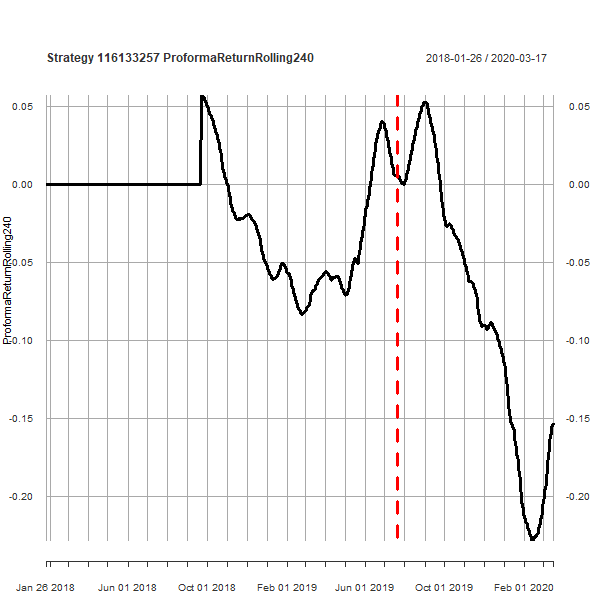 Strategy 116133257 ProformaReturnRolling240
2018-01-26 / 2020-03-17
0.05
0.00
-0.05
-0.10
-0.15
-0.20
ProformaReturnRolling240
0.05
0.00
-0.05
-0.10
-0.15
-0.20
Jan 26 2018
Jun 01 2018
Oct 01 2018
Feb 01 2019
Jun 01 2019
Oct 01 2019
Feb 01 2020